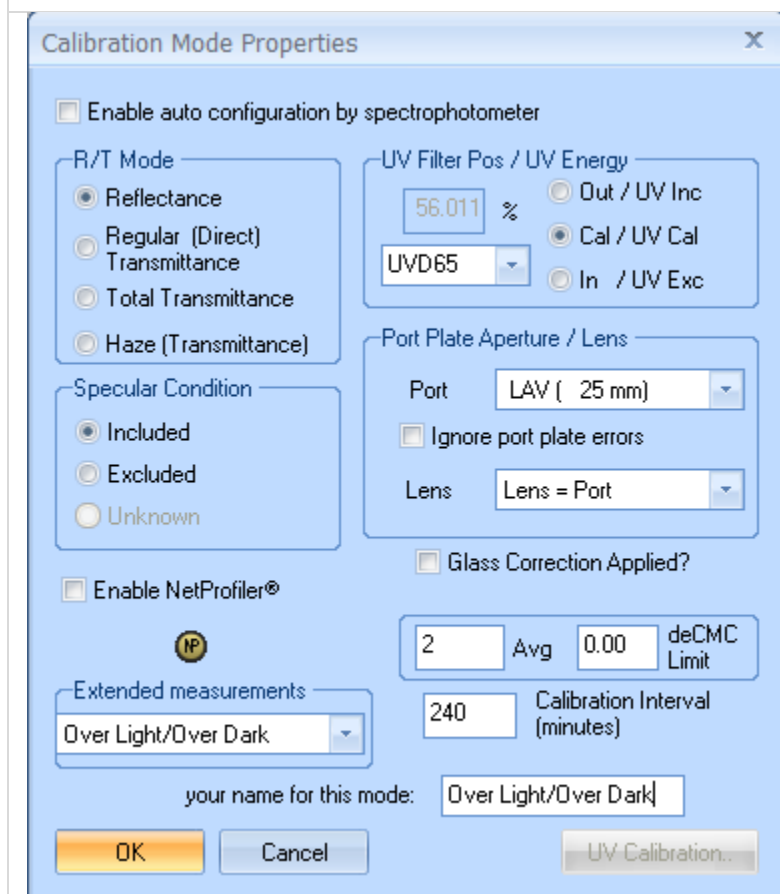 Calibration Mode Properties
x
Enable auto configuration by spectrophotometer
R/T Mode
Reflectance
Regular (Direct)
Transmittance
Total Transmittance
Haze (Transmittance)
UV Filter Pos / UV Energy
56.011 %
UVD65
Out / UV Inc
Cal / UV Cal
In / UV Exc
Specular Condition
Included
Excluded
Unknown
Port Plate Aperture / Lens
Port LAV ( 25 mm)
Ignore port plate errors
Lens Lens = Port
Glass Correction Applied?
Enable NetProfiler®
NP
2 Avg 0.00 deCMC
Limit
Extended measurements
Over Light/Over Dark
240 Calibration Interval
(minutes)
your name for this mode: Over Light/Over Dark
OK Cancel UV Calibration..